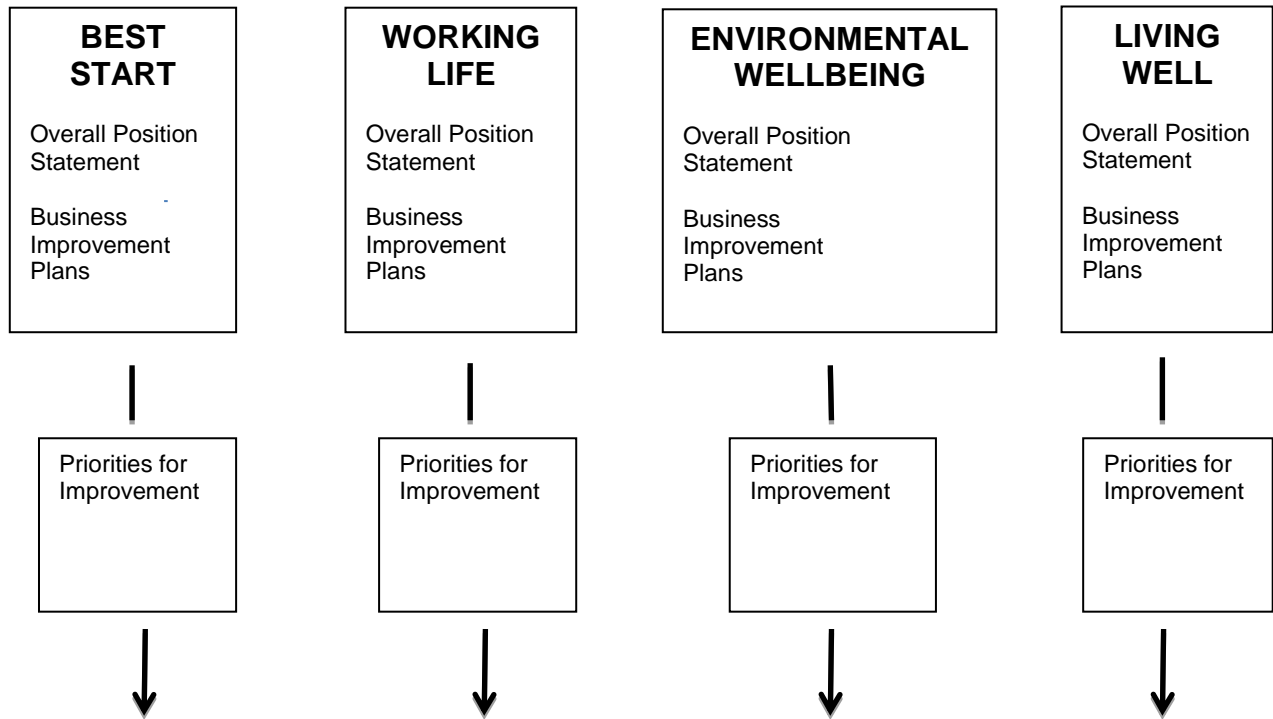 BEST
START
Overall Position
Statement
Business
Improvement
Plans
WORKING
LIFE
Overall Position
Statement
Business
Improvement
Plans
ENVIRONMENTAL
WELLBEING
Overall Position
Statement
Business
Improvement
Plans
LIVING
WELL
Overall Position
Statement
Business
Improvement
Plans
Priorities for
Improvement
Priorities for
Improvement
Priorities for
Improvement
Priorities for
Improvement